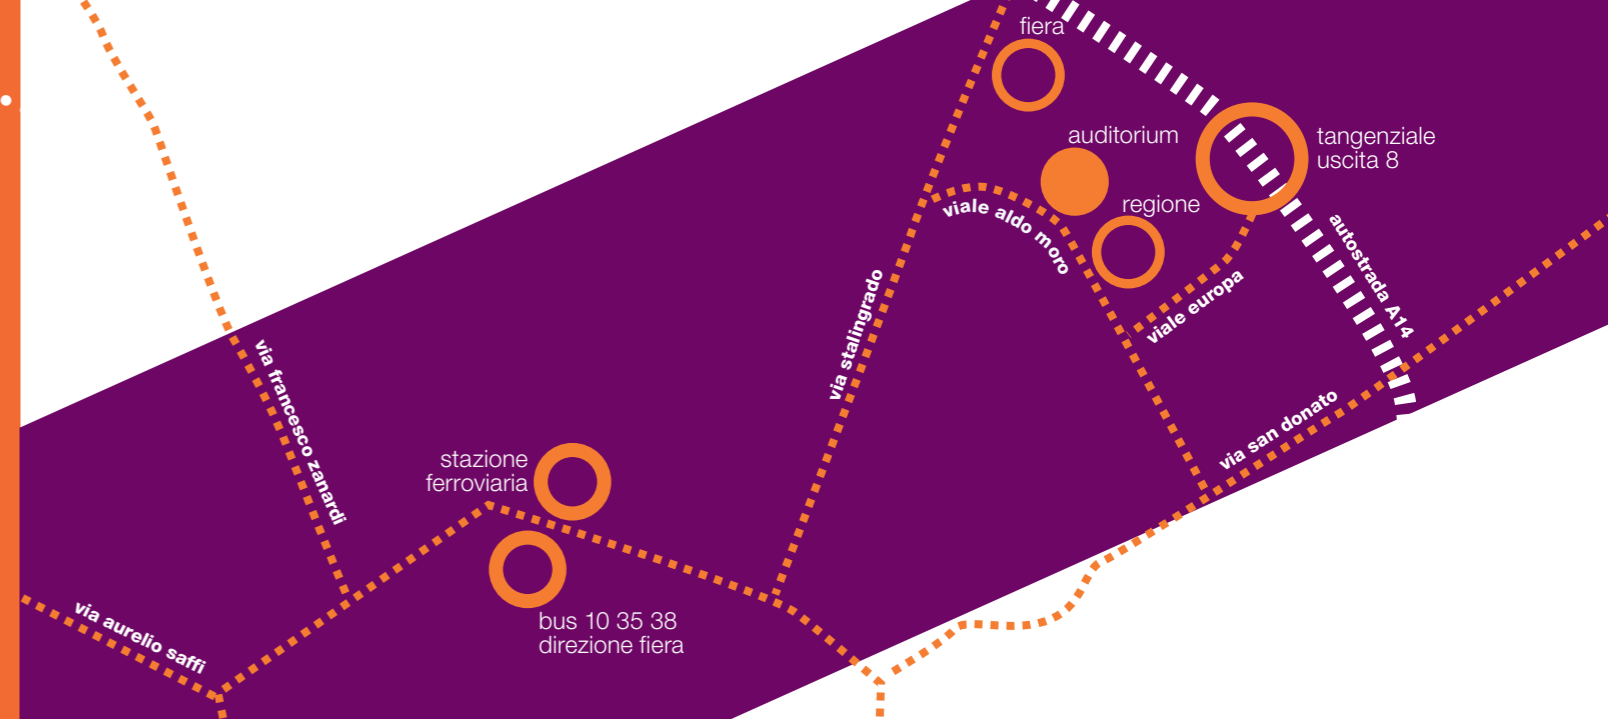 fiera
auditorium
tangenziale
uscita 8
regione
viale aldo moro
autostrada A14
viale europa
via stalingrado
via francesco zanardi
via san donato
stazione
ferroviaria
bus 10 35 38
direzione fiera
via aurelio saffi